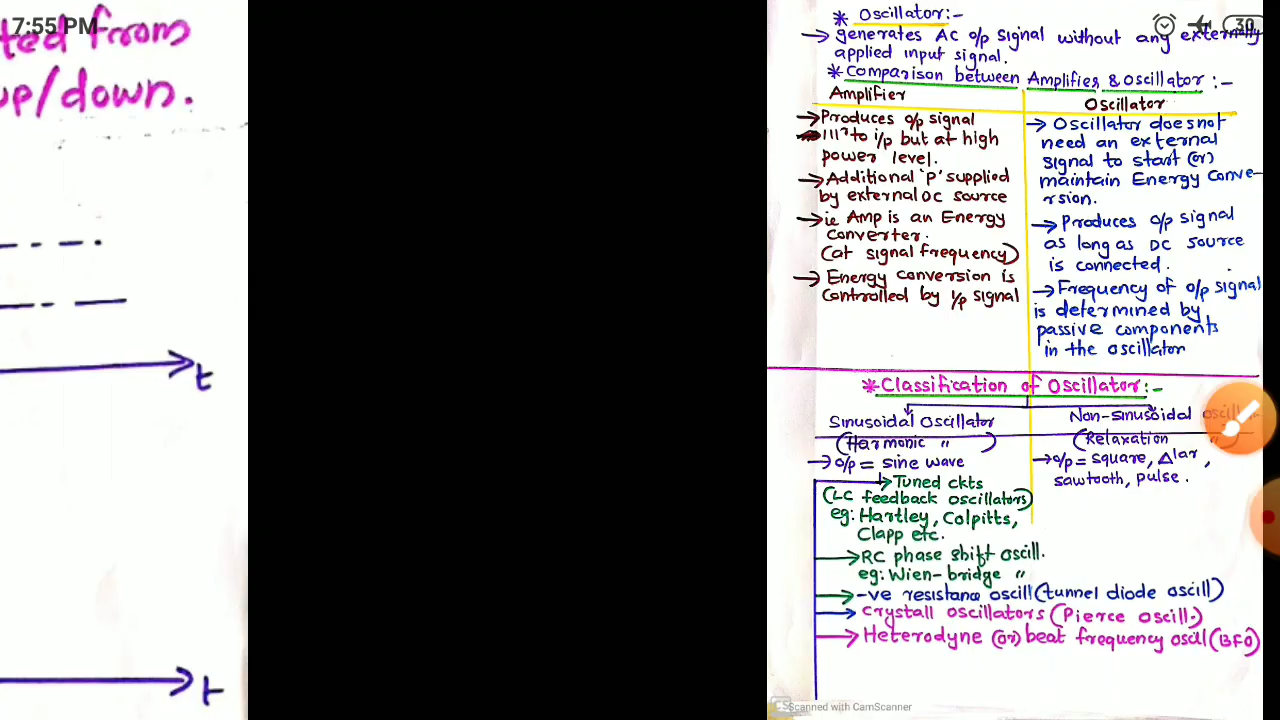 7:55 PM
ted from
up/down.
t
t
30
* Oscillator:-
→ generates AC o/p signal without any externally
applied input signal.
* Comparison between Amplifier & Oscillator :-
Amplifier
→ Produces o/p signal
lllr to i/p but at high
power level.
→ Additional 'P' supplied
by external DC source
→ ie Amp is an Energy
converter.
(at signal frequency)
→ Energy conversion is
controlled by i/p signal
Oscillator
→ Oscillator does not
need an external
signal to start (or)
maintain Energy Conve-
rsion.
→ Produces o/p signal
as long as DC source
is connected.
→ Frequency of o/p signal
is determined by
passive components
in the oscillator
* Classification of Oscillator:-
Sinusoidal Oscillator
(Harmonic " )
→ o/p = sine wave
Non-sinusoidal oscill
(Relaxation
→ o/p = square, Δlar,
sawtooth, pulse.
→ Tuned ckts
(LC feedback oscillators)
eg: Hartley, Colpitts,
Clapp etc.
→ RC phase shift oscill.
eg: Wien-bridge "
→ -ve resistance oscill (tunnel diode oscill)
→ Crystall oscillators (Pierce oscill.)
→ Heterodyne (or) beat frequency oscill (BFO)
CS Scanned with CamScanner